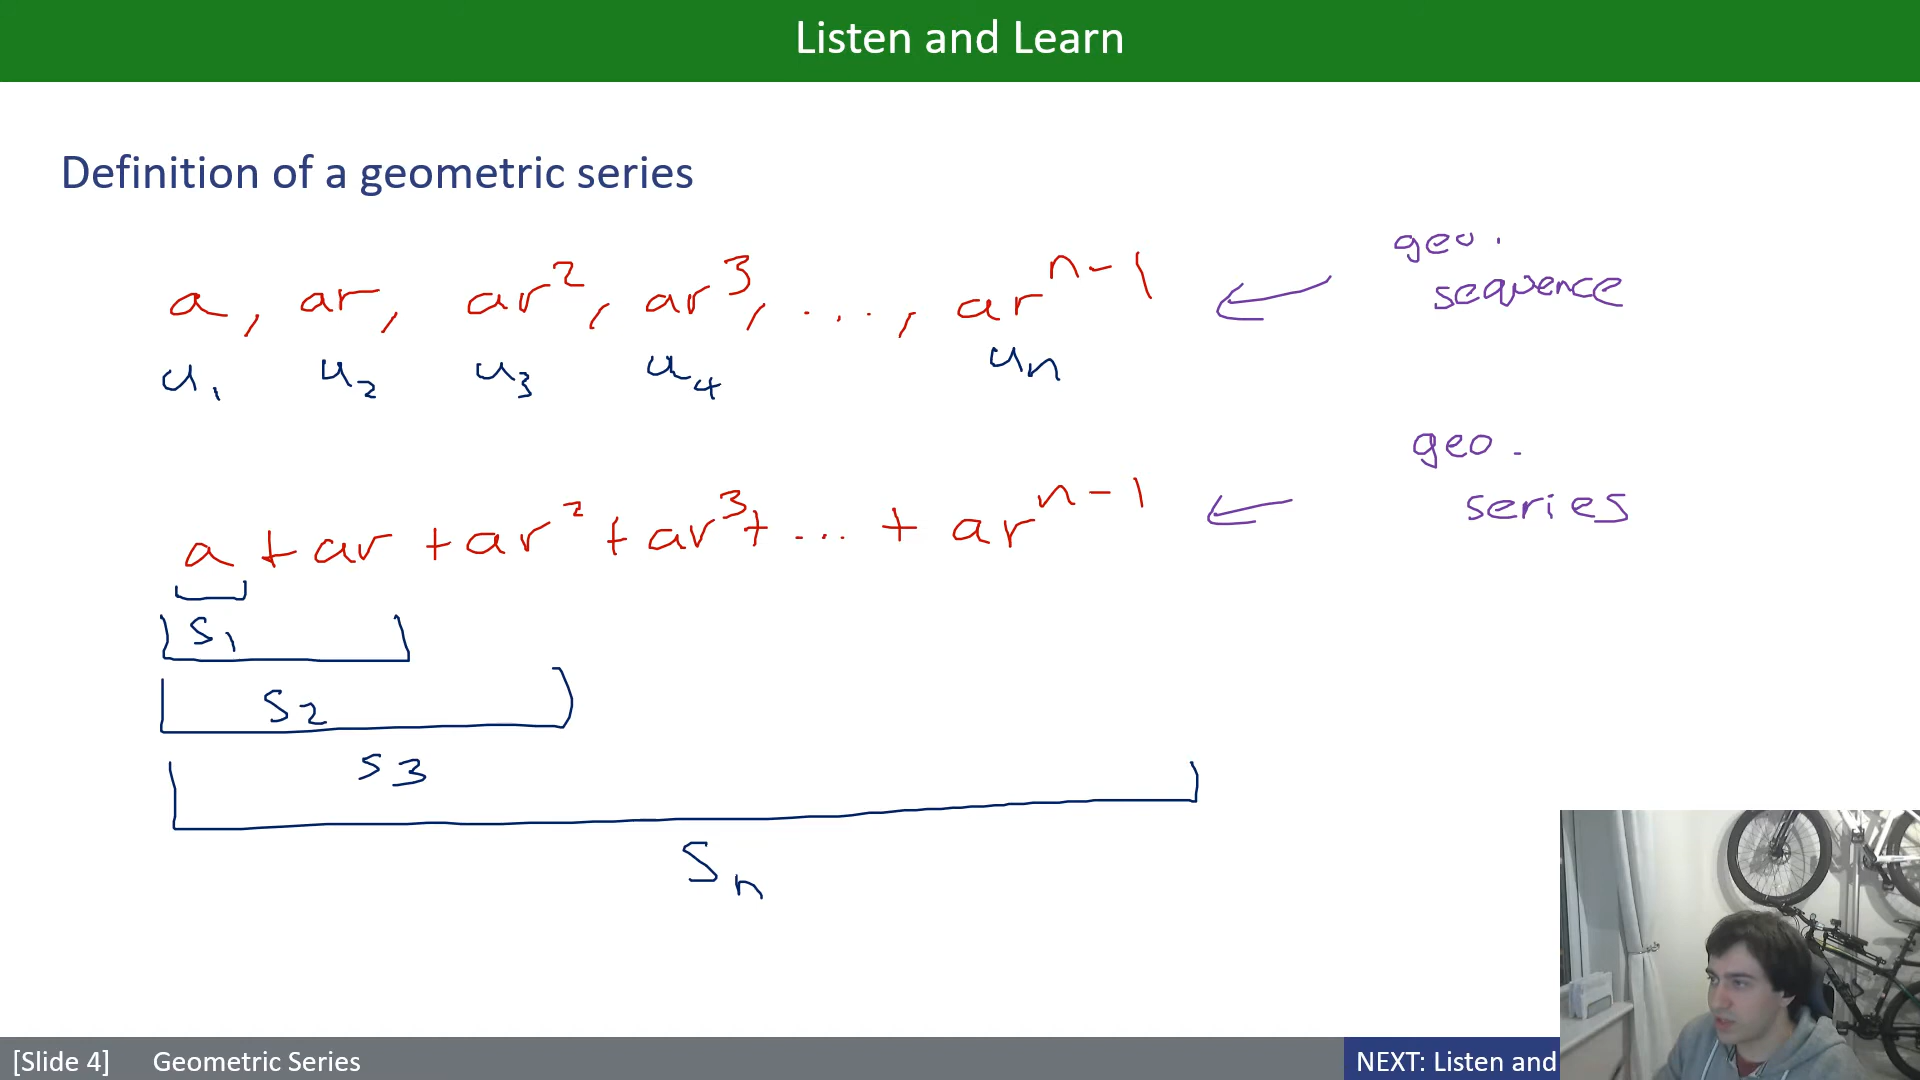 Listen and Learn
Definition of a geometric series
a, ar, ar², ar³, ..., arⁿ⁻¹
geo.
sequence
u₁ u₂ u₃ u₄ uₙ
geo.
series
a + ar + ar² + ar³ + ... + arⁿ⁻¹
S₁
S₂
S₃
Sₙ
[Slide 4] Geometric Series NEXT: Listen and